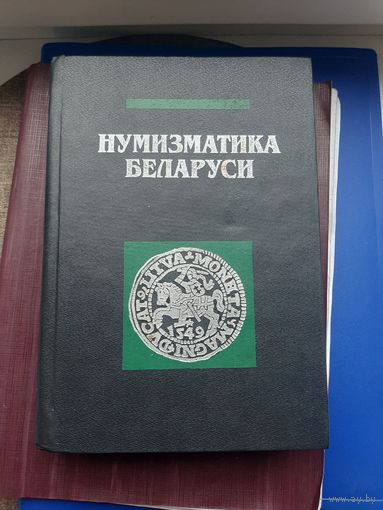 НУМИЗМАТИКА
БЕЛАРУСИ
MONETA MAGNI DVCAT LITVA
1549
www.ay.by